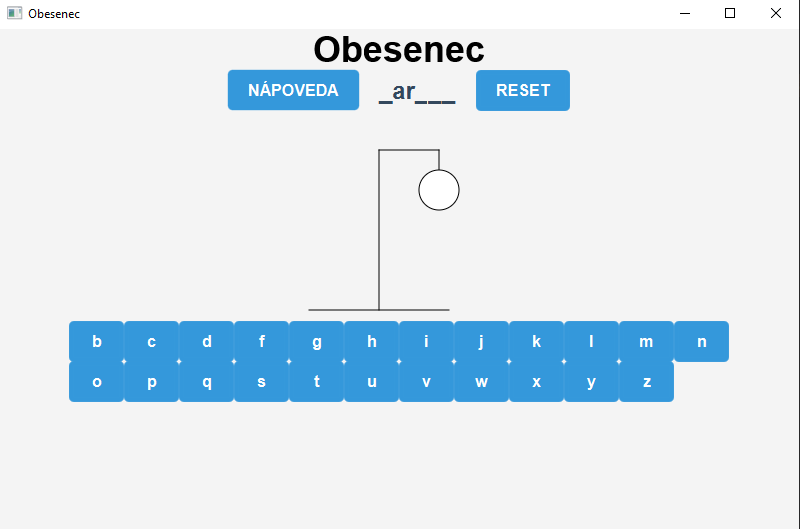 Obesenec
Obesenec
NÁPOVEDA _ar___ RESET
b c d f g h i j k l m n
o p q s t u v w x y z